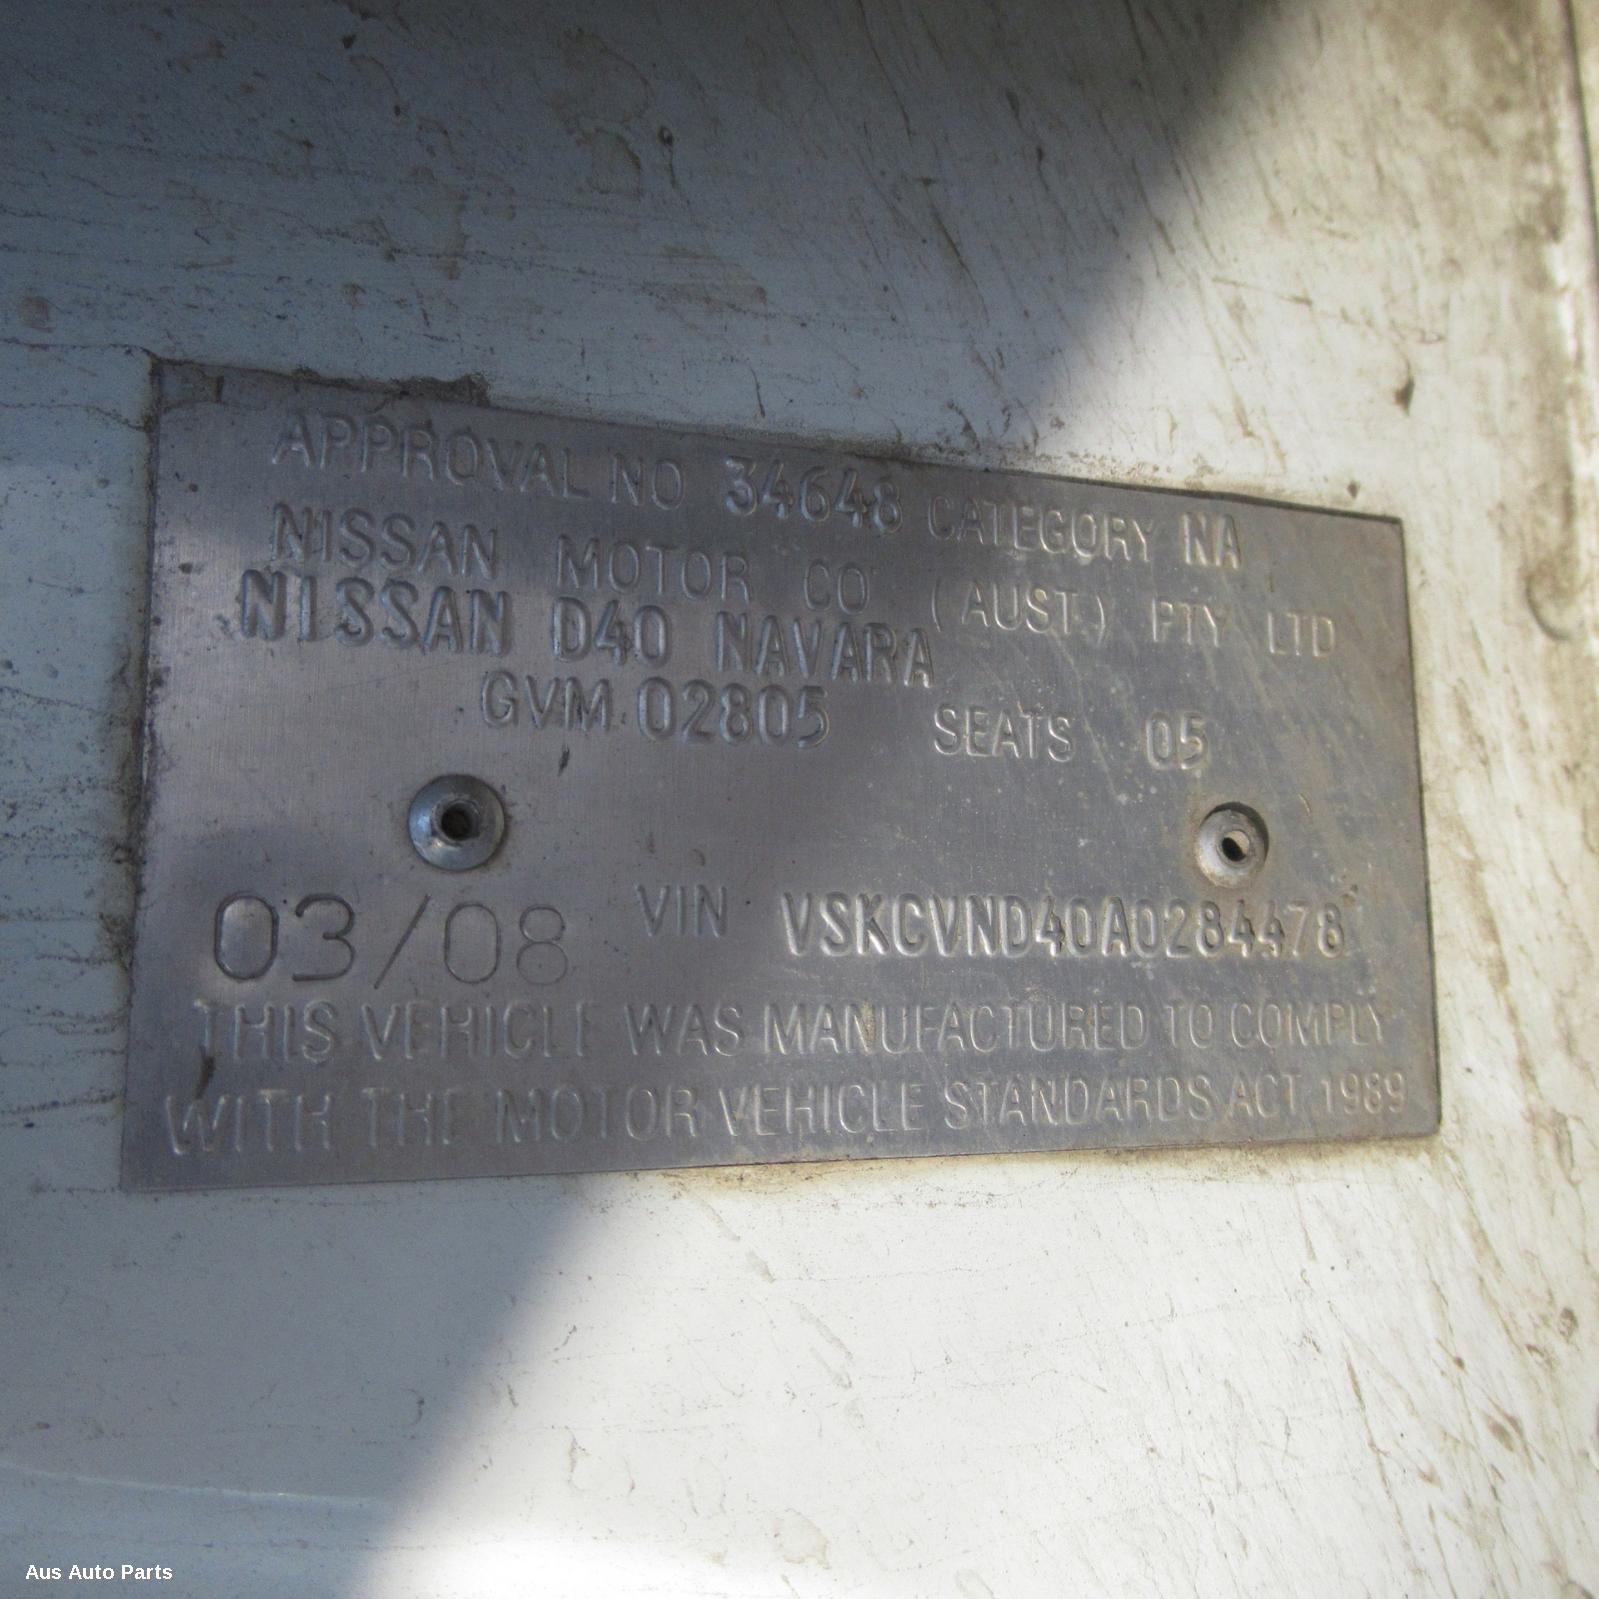 APPROVAL NO 34648 CATEGORY NA
NISSAN MOTOR CO (AUST.) PTY LTD
NISSAN D40 NAVARA
GVM 02805 SEATS 05
03/08 VIN VSKCVND40A0284478
THIS VEHICLE WAS MANUFACTURED TO COMPLY
WITH THE MOTOR VEHICLE STANDARDS ACT 1989
Aus Auto Parts